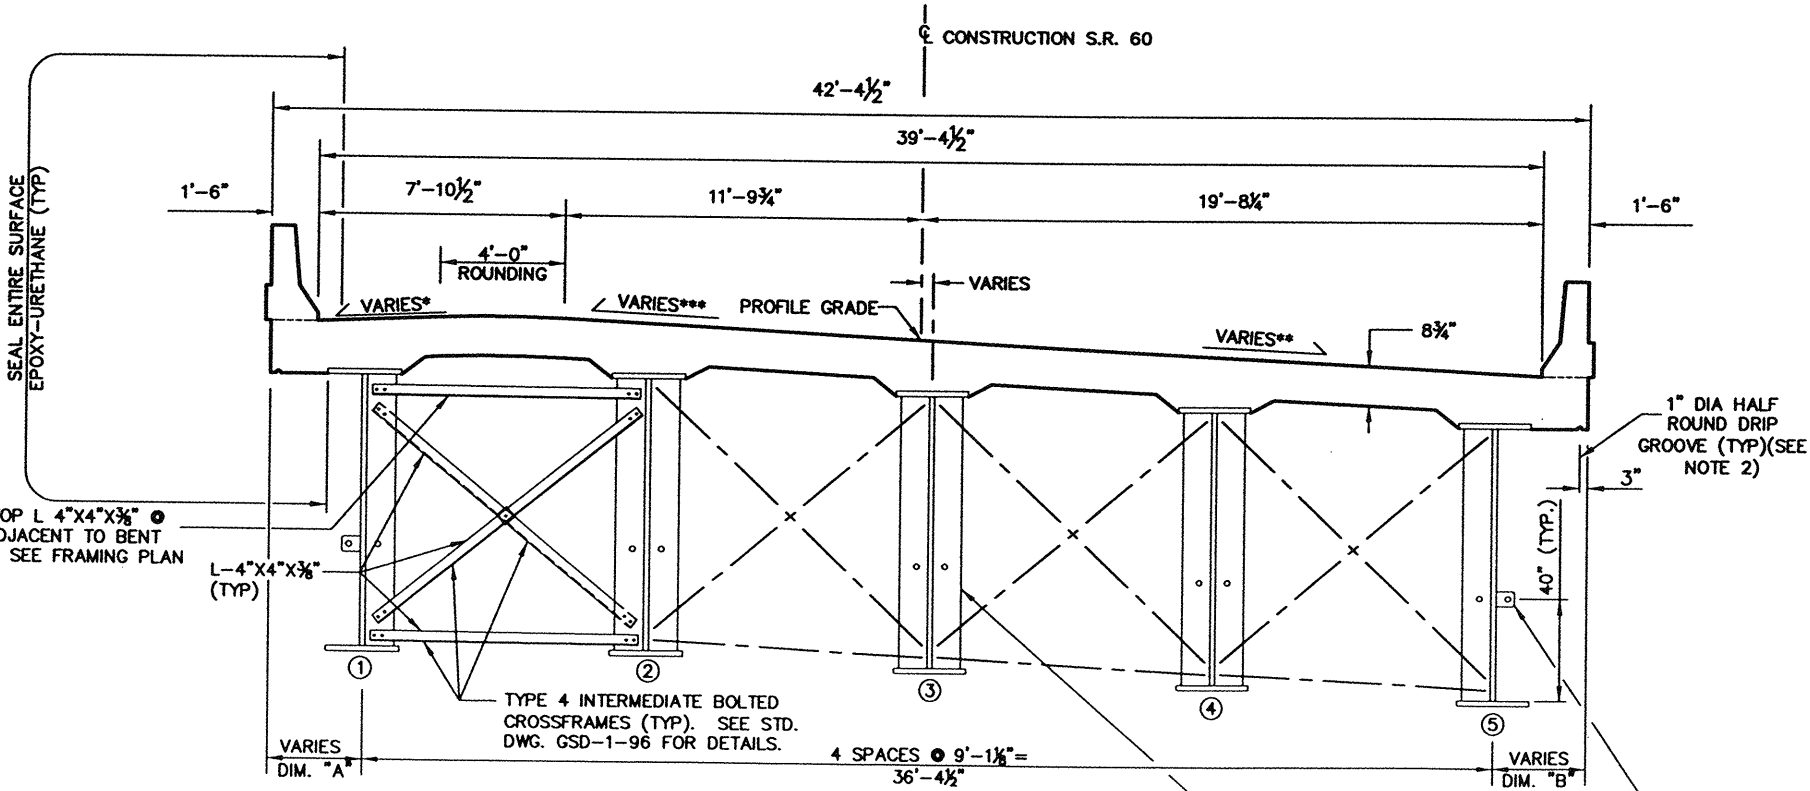 ℄ CONSTRUCTION S.R. 60
42'-4½"
39'-4½"
1'-6"
7'-10½"
11'-9¾"
19'-8¼"
1'-6"
4'-0"
ROUNDING
VARIES
SEAL ENTIRE SURFACE
EPOXY-URETHANE (TYP)
VARIES*
VARIES***
PROFILE GRADE
VARIES**
8¾"
1" DIA HALF
ROUND DRIP
GROOVE (TYP)(SEE
NOTE 2)
3"
OP L 4"X4"X⅜" @
DJACENT TO BENT
SEE FRAMING PLAN
L-4"X4"X⅜"
(TYP)
40" (TYP.)
1
2
3
4
5
TYPE 4 INTERMEDIATE BOLTED
CROSSFRAMES (TYP). SEE STD.
DWG. GSD-1-96 FOR DETAILS.
VARIES
DIM. "A"
4 SPACES @ 9'-1⅛"=
36'-4½"
VARIES
DIM. "B"